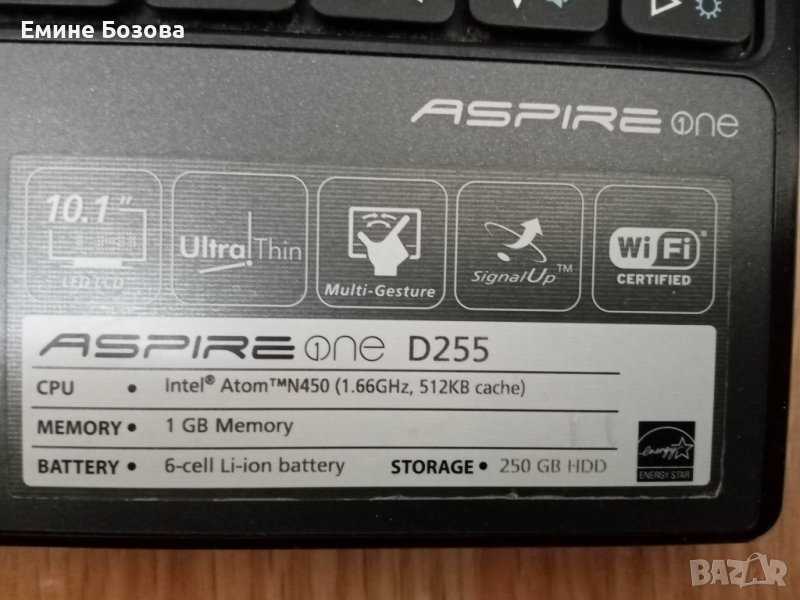 Емине Бозова
ASPIRE one
10.1"
LED LCD
Ultra Thin
Multi-Gesture
SignalUp™
Wi Fi
CERTIFIED
ASPIRE one D255
CPU • Intel® Atom™N450 (1.66GHz, 512KB cache)
MEMORY • 1 GB Memory
BATTERY • 6-cell Li-ion battery STORAGE • 250 GB HDD
energy
ENERGY STAR
BAZAR